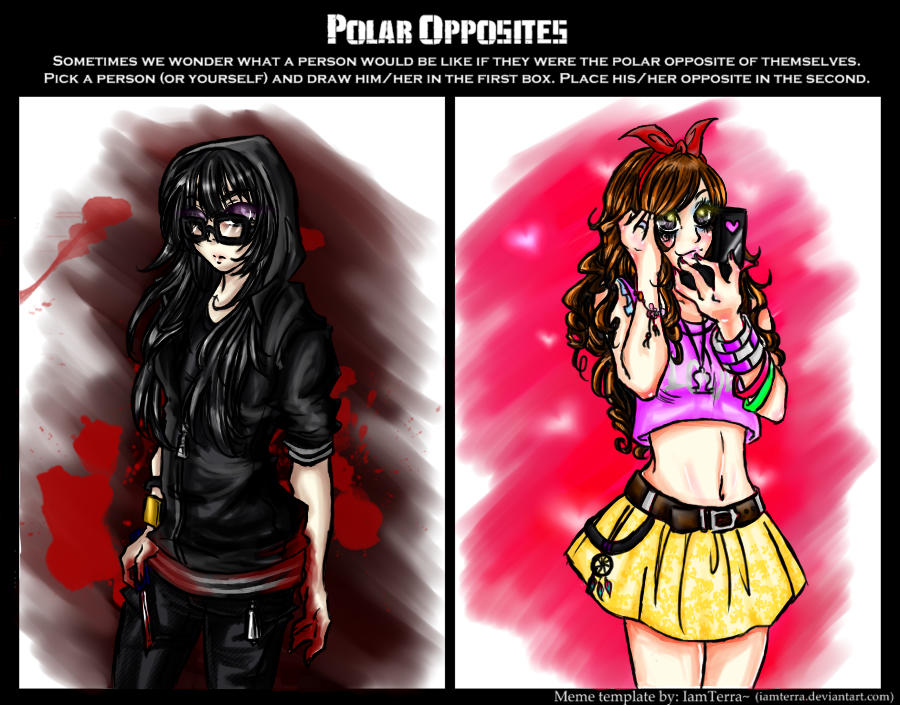 Polar Opposites
Sometimes we wonder what a person would be like if they were the polar opposite of themselves.
Pick a person (or yourself) and draw him/her in the first box. Place his/her opposite in the second.
Meme template by: IamTerra~ (iamterra.deviantart.com)